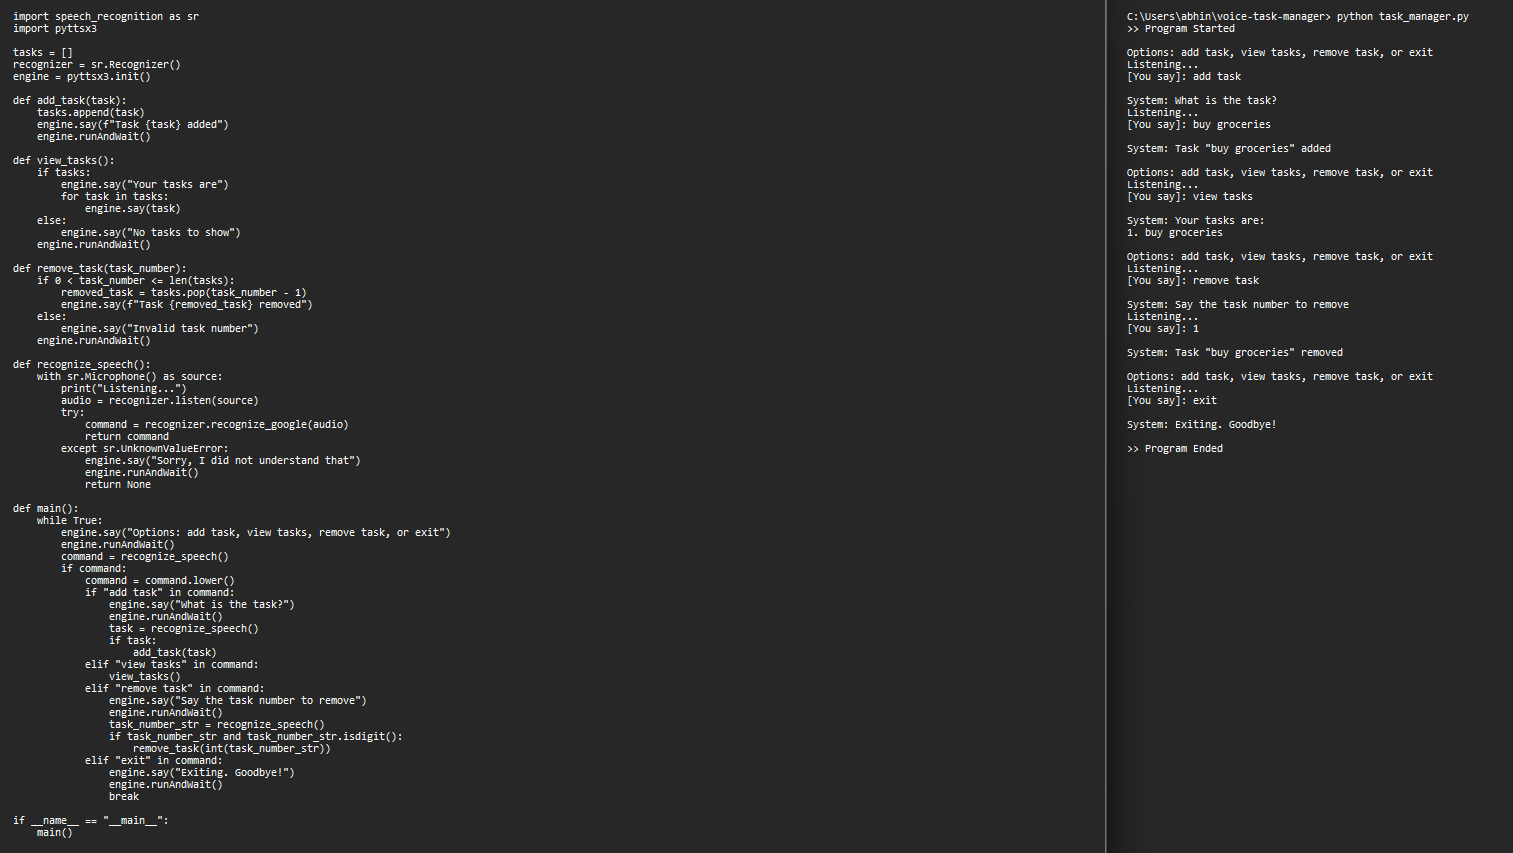 import speech_recognition as sr
import pyttsx3

tasks = []
recognizer = sr.Recognizer()
engine = pyttsx3.init()

def add_task(task):
    tasks.append(task)
    engine.say(f"Task {task} added")
    engine.runAndWait()

def view_tasks():
    if tasks:
        engine.say("Your tasks are")
        for task in tasks:
            engine.say(task)
    else:
        engine.say("No tasks to show")
    engine.runAndWait()

def remove_task(task_number):
    if 0 < task_number <= len(tasks):
        removed_task = tasks.pop(task_number - 1)
        engine.say(f"Task {removed_task} removed")
    else:
        engine.say("Invalid task number")
    engine.runAndWait()

def recognize_speech():
    with sr.Microphone() as source:
        print("Listening...")
        audio = recognizer.listen(source)
        try:
            command = recognizer.recognize_google(audio)
            return command
        except sr.UnknownValueError:
            engine.say("Sorry, I did not understand that")
            engine.runAndWait()
            return None

def main():
    while True:
        engine.say("Options: add task, view tasks, remove task, or exit")
        engine.runAndWait()
        command = recognize_speech()
        if command:
            command = command.lower()
            if "add task" in command:
                engine.say("What is the task?")
                engine.runAndWait()
                task = recognize_speech()
                if task:
                    add_task(task)
            elif "view tasks" in command:
                view_tasks()
            elif "remove task" in command:
                engine.say("Say the task number to remove")
                engine.runAndWait()
                task_number_str = recognize_speech()
                if task_number_str and task_number_str.isdigit():
                    remove_task(int(task_number_str))
            elif "exit" in command:
                engine.say("Exiting. Goodbye!")
                engine.runAndWait()
                break

if __name__ == "__main__":
    main()

C:\Users\abhin\voice-task-manager> python task_manager.py
>> Program Started

Options: add task, view tasks, remove task, or exit
Listening...
[You say]: add task

System: What is the task?
Listening...
[You say]: buy groceries

System: Task "buy groceries" added

Options: add task, view tasks, remove task, or exit
Listening...
[You say]: view tasks

System: Your tasks are:
1. buy groceries

Options: add task, view tasks, remove task, or exit
Listening...
[You say]: remove task

System: Say the task number to remove
Listening...
[You say]: 1

System: Task "buy groceries" removed

Options: add task, view tasks, remove task, or exit
Listening...
[You say]: exit

System: Exiting. Goodbye!

>> Program Ended